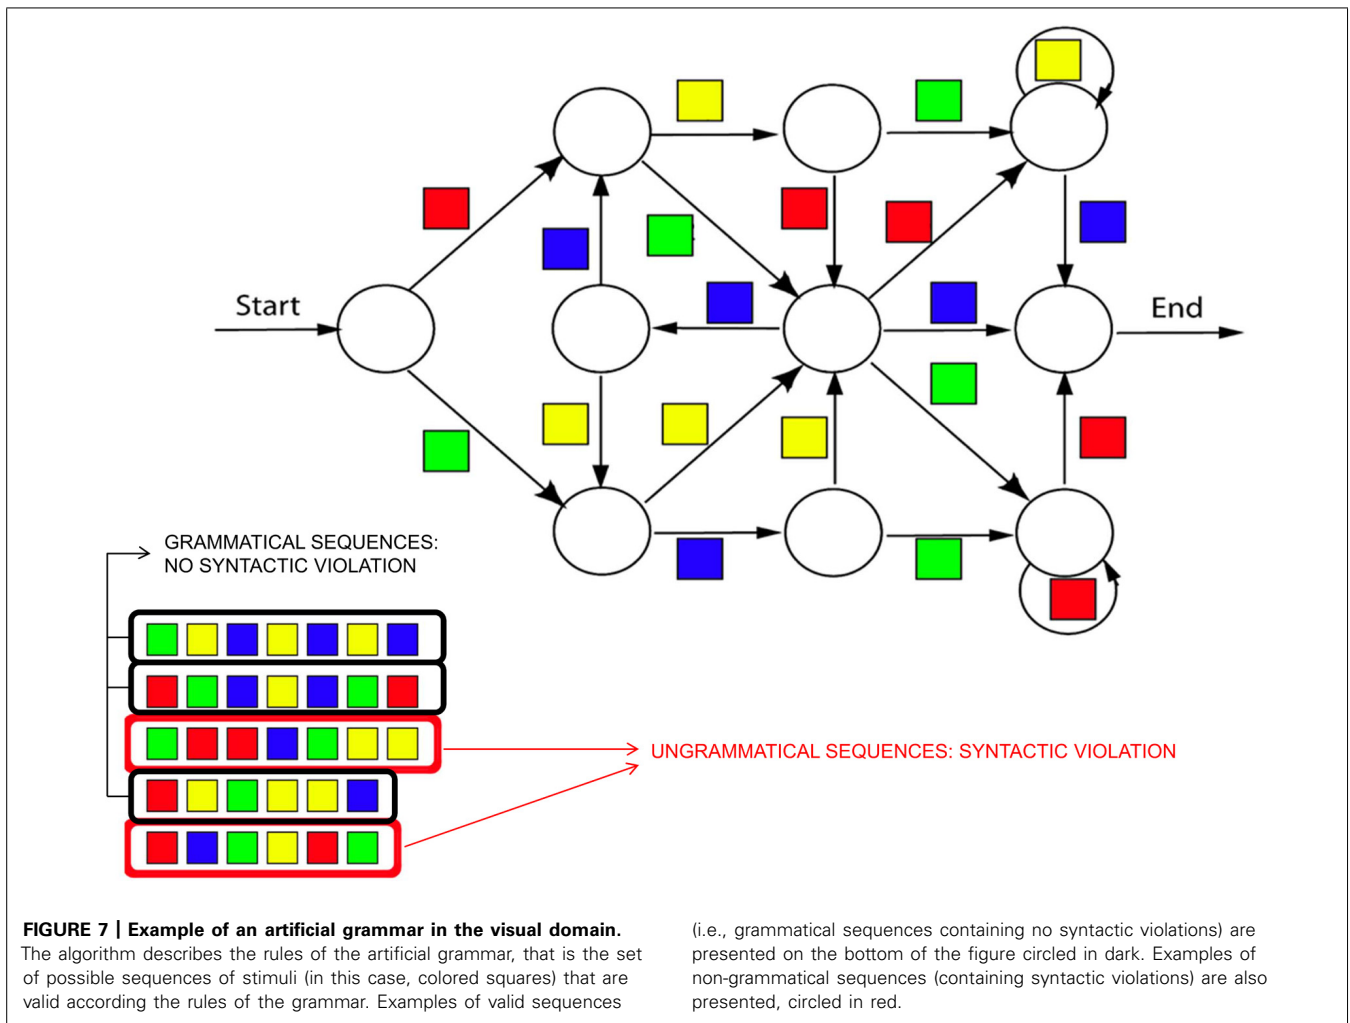 Start
End
GRAMMATICAL SEQUENCES:
NO SYNTACTIC VIOLATION
UNGRAMMATICAL SEQUENCES: SYNTACTIC VIOLATION
FIGURE 7 | Example of an artificial grammar in the visual domain.
The algorithm describes the rules of the artificial grammar, that is the set
of possible sequences of stimuli (in this case, colored squares) that are
valid according the rules of the grammar. Examples of valid sequences
(i.e., grammatical sequences containing no syntactic violations) are
presented on the bottom of the figure circled in dark. Examples of
non-grammatical sequences (containing syntactic violations) are also
presented, circled in red.